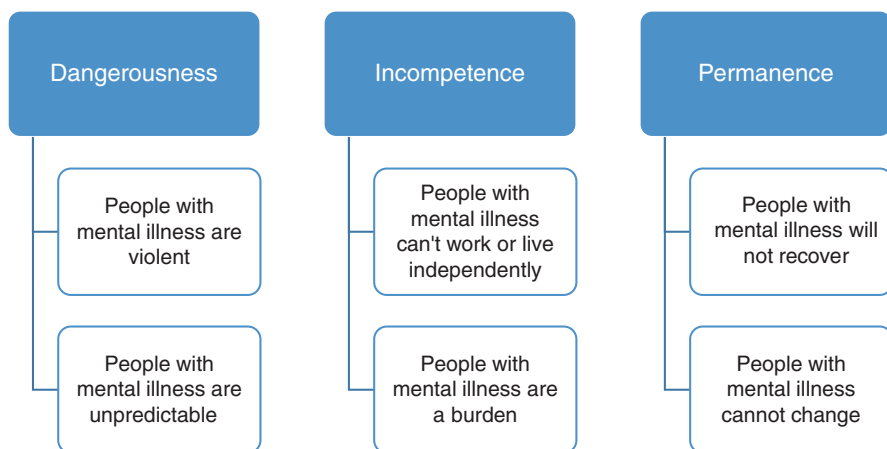 Dangerousness
People with
mental illness are
violent
People with
mental illness are
unpredictable
Incompetence
People with
mental illness
can't work or live
independently
People with
mental illness are
a burden
Permanence
People with
mental illness will
not recover
People with
mental illness
cannot change